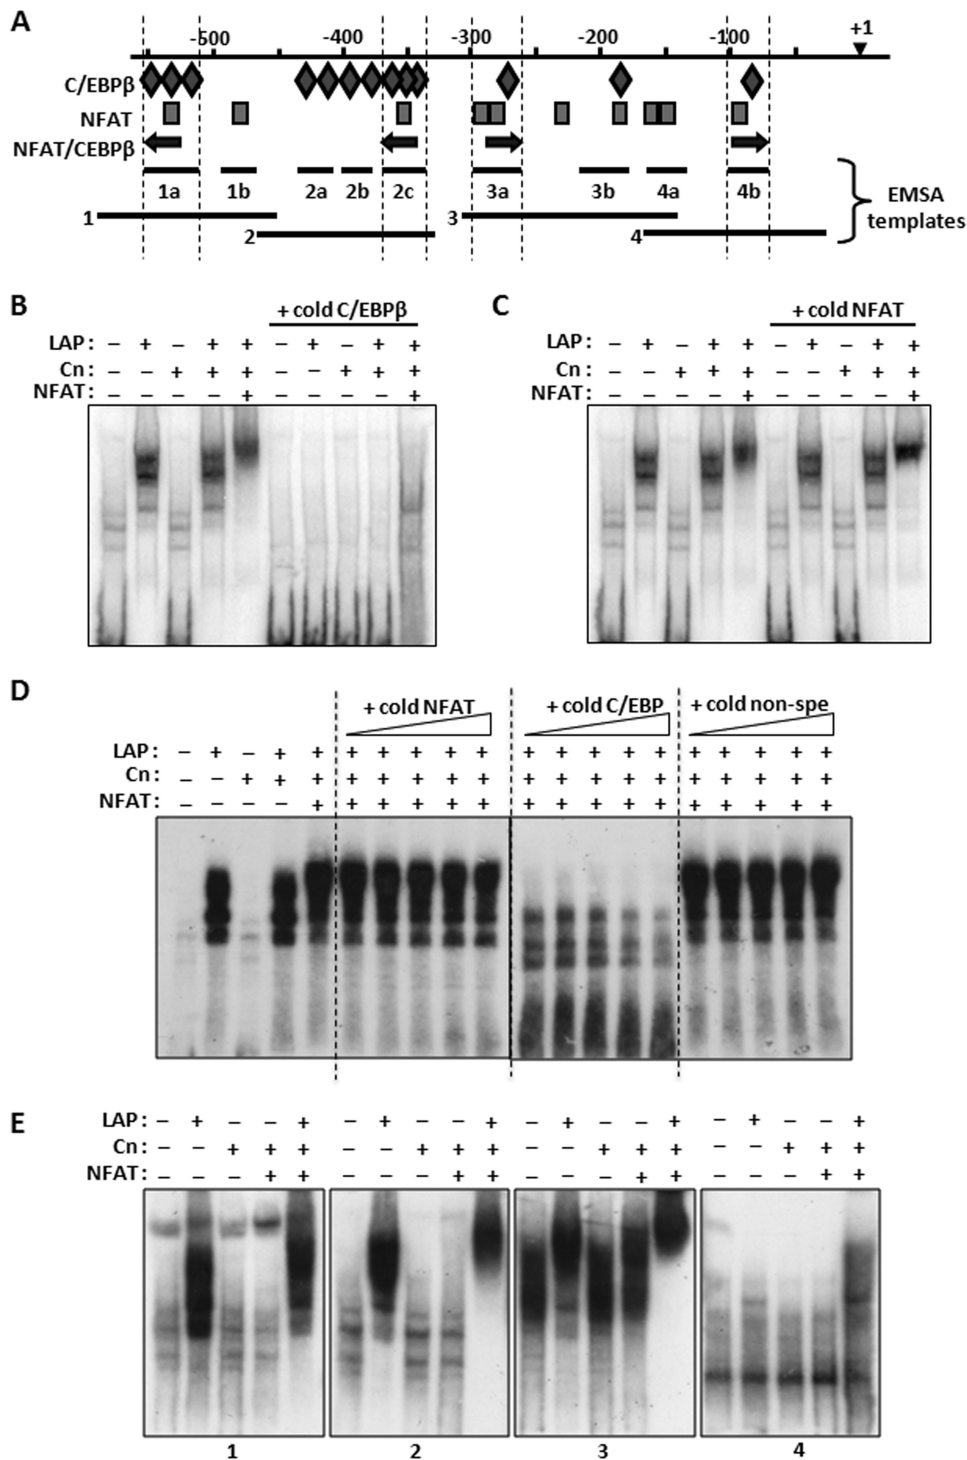 A
-500 -400 -300 -200 -100 +1
C/EBPβ
NFAT
NFAT/CEBPβ
1a 1b 2a 2b 2c 3a 3b 4a 4b
1 2 3 4
EMSA
templates
B
+ cold C/EBPβ
LAP : – + – + + – + – + +
Cn : – – + + + – – + + +
NFAT : – – – – + – – – – +
C
+ cold NFAT
LAP : – + – + + – + – + +
Cn : – – + + + – – + + +
NFAT : – – – – + – – – – +
D
+ cold NFAT + cold C/EBP + cold non-spe
LAP : – + – + + + + + + + + + + + + + + + + +
Cn : – – + + + + + + + + + + + + + + + + + +
NFAT : – – – – + + + + + + + + + + + + + + + +
E
LAP : – + – – + – + – – + – + – – + – + – – +
Cn : – – + + + – – + + + – – + + + – – + + +
NFAT : – – – + + – – – + + – – – + + – – – + +
1 2 3 4